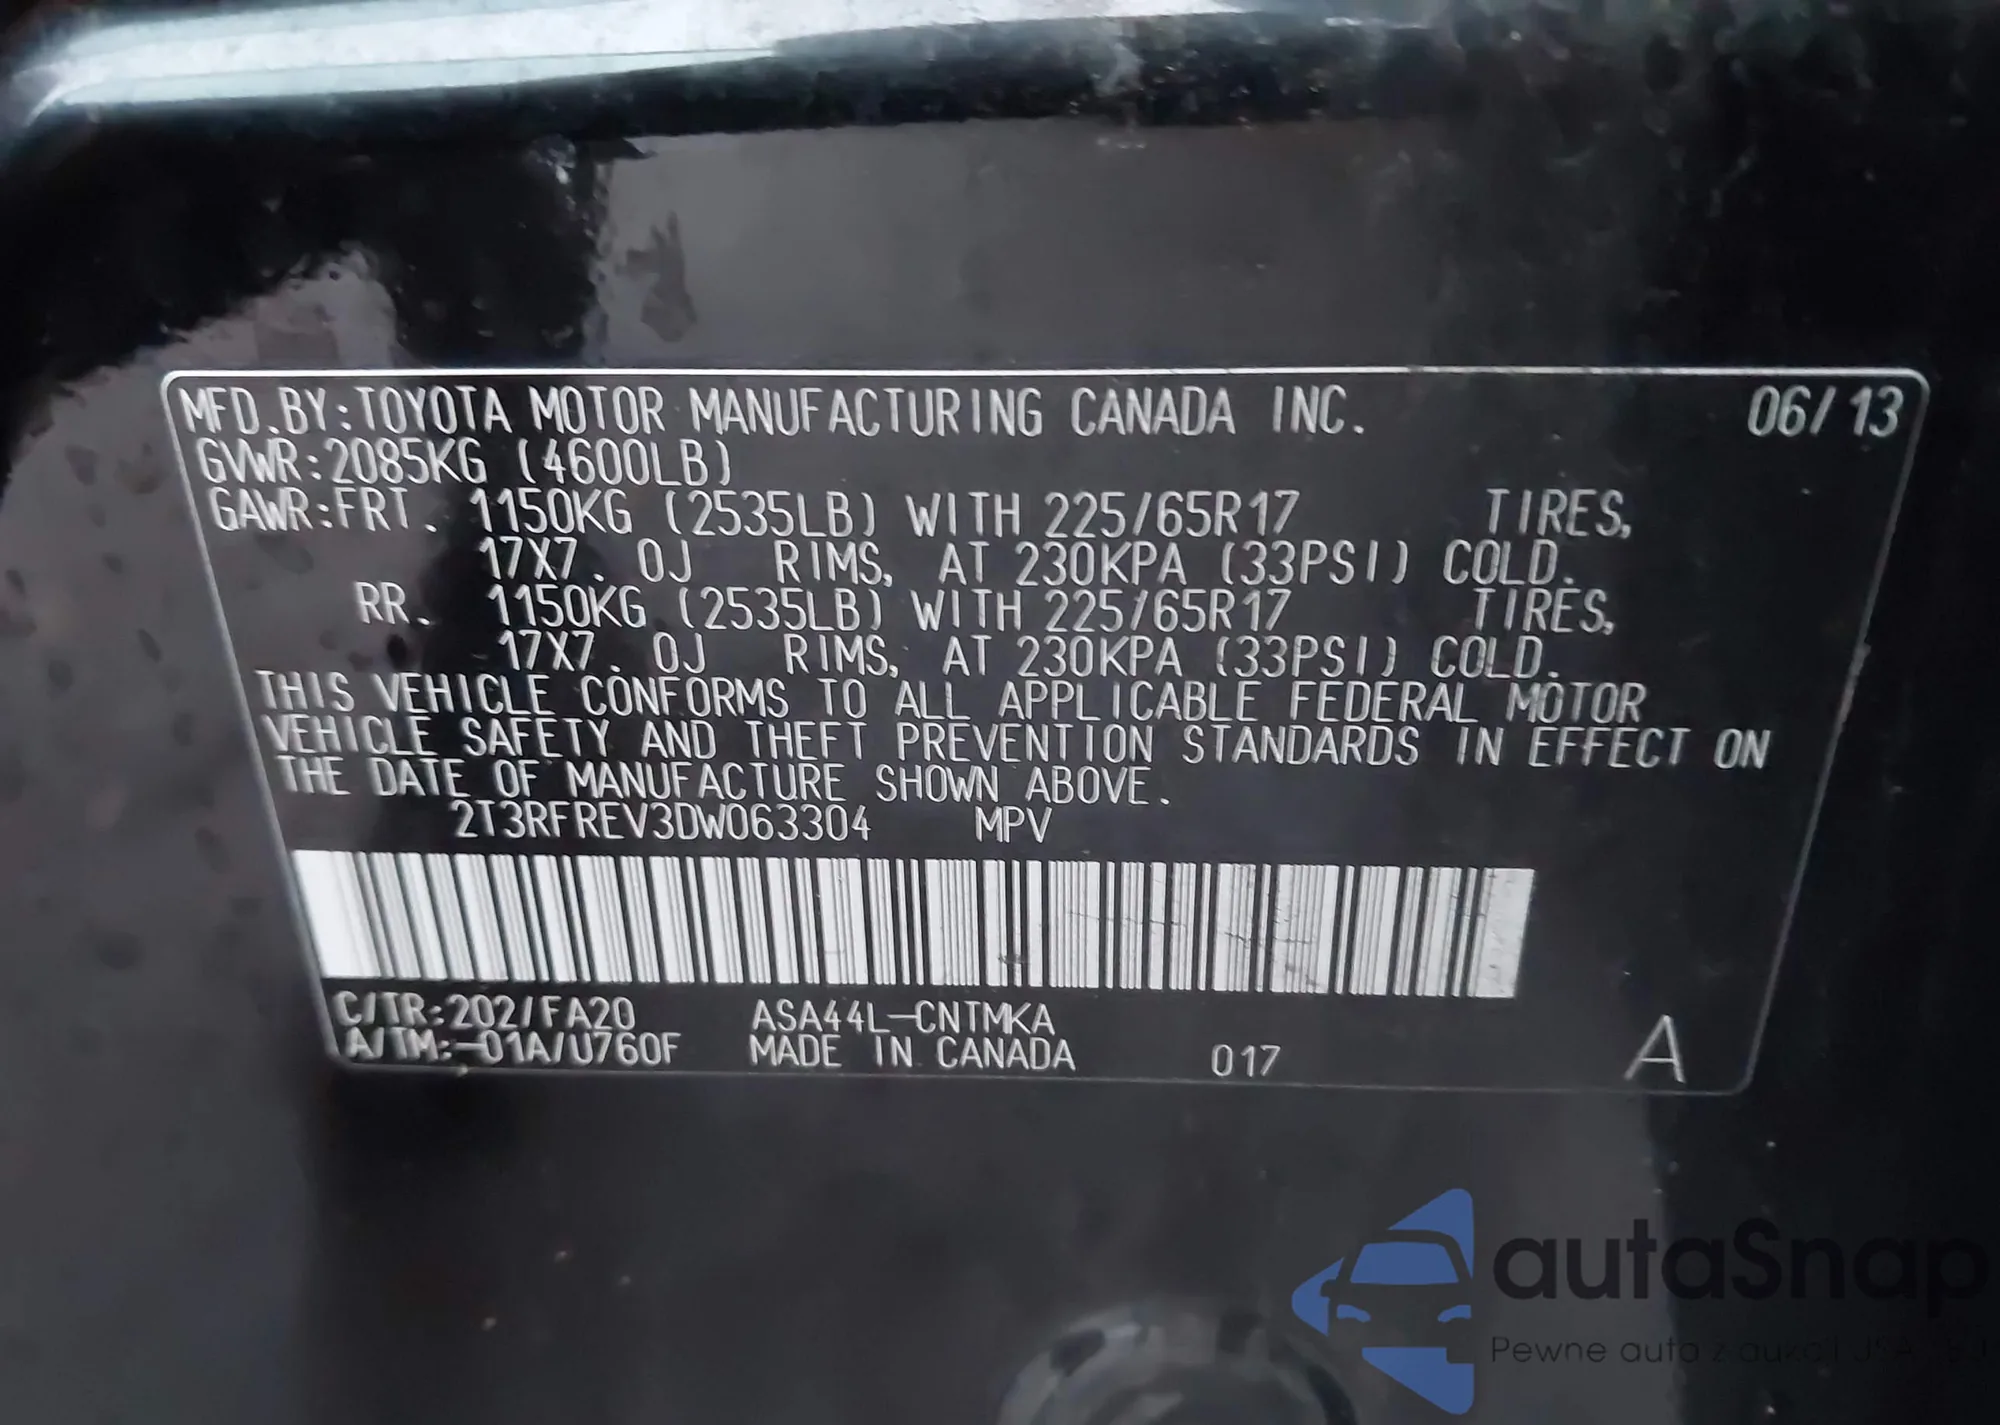 MFD.BY:TOYOTA MOTOR MANUFACTURING CANADA INC. 06/13
GVWR:2085KG (4600LB)
GAWR:FRT. 1150KG (2535LB) WITH 225/65R17 TIRES,
17X7.0J RIMS, AT 230KPA (33PSI) COLD.
RR. 1150KG (2535LB) WITH 225/65R17 TIRES,
17X7.0J RIMS, AT 230KPA (33PSI) COLD.
THIS VEHICLE CONFORMS TO ALL APPLICABLE FEDERAL MOTOR
VEHICLE SAFETY AND THEFT PREVENTION STANDARDS IN EFFECT ON
THE DATE OF MANUFACTURE SHOWN ABOVE.
2T3RFREV3DW063304 MPV
C/TR:202/FA20 ASA44L-CNTMKA
A/TM:-01A/U760F MADE IN CANADA 017 A
autaSnap
Pewne auto z aukcji USA